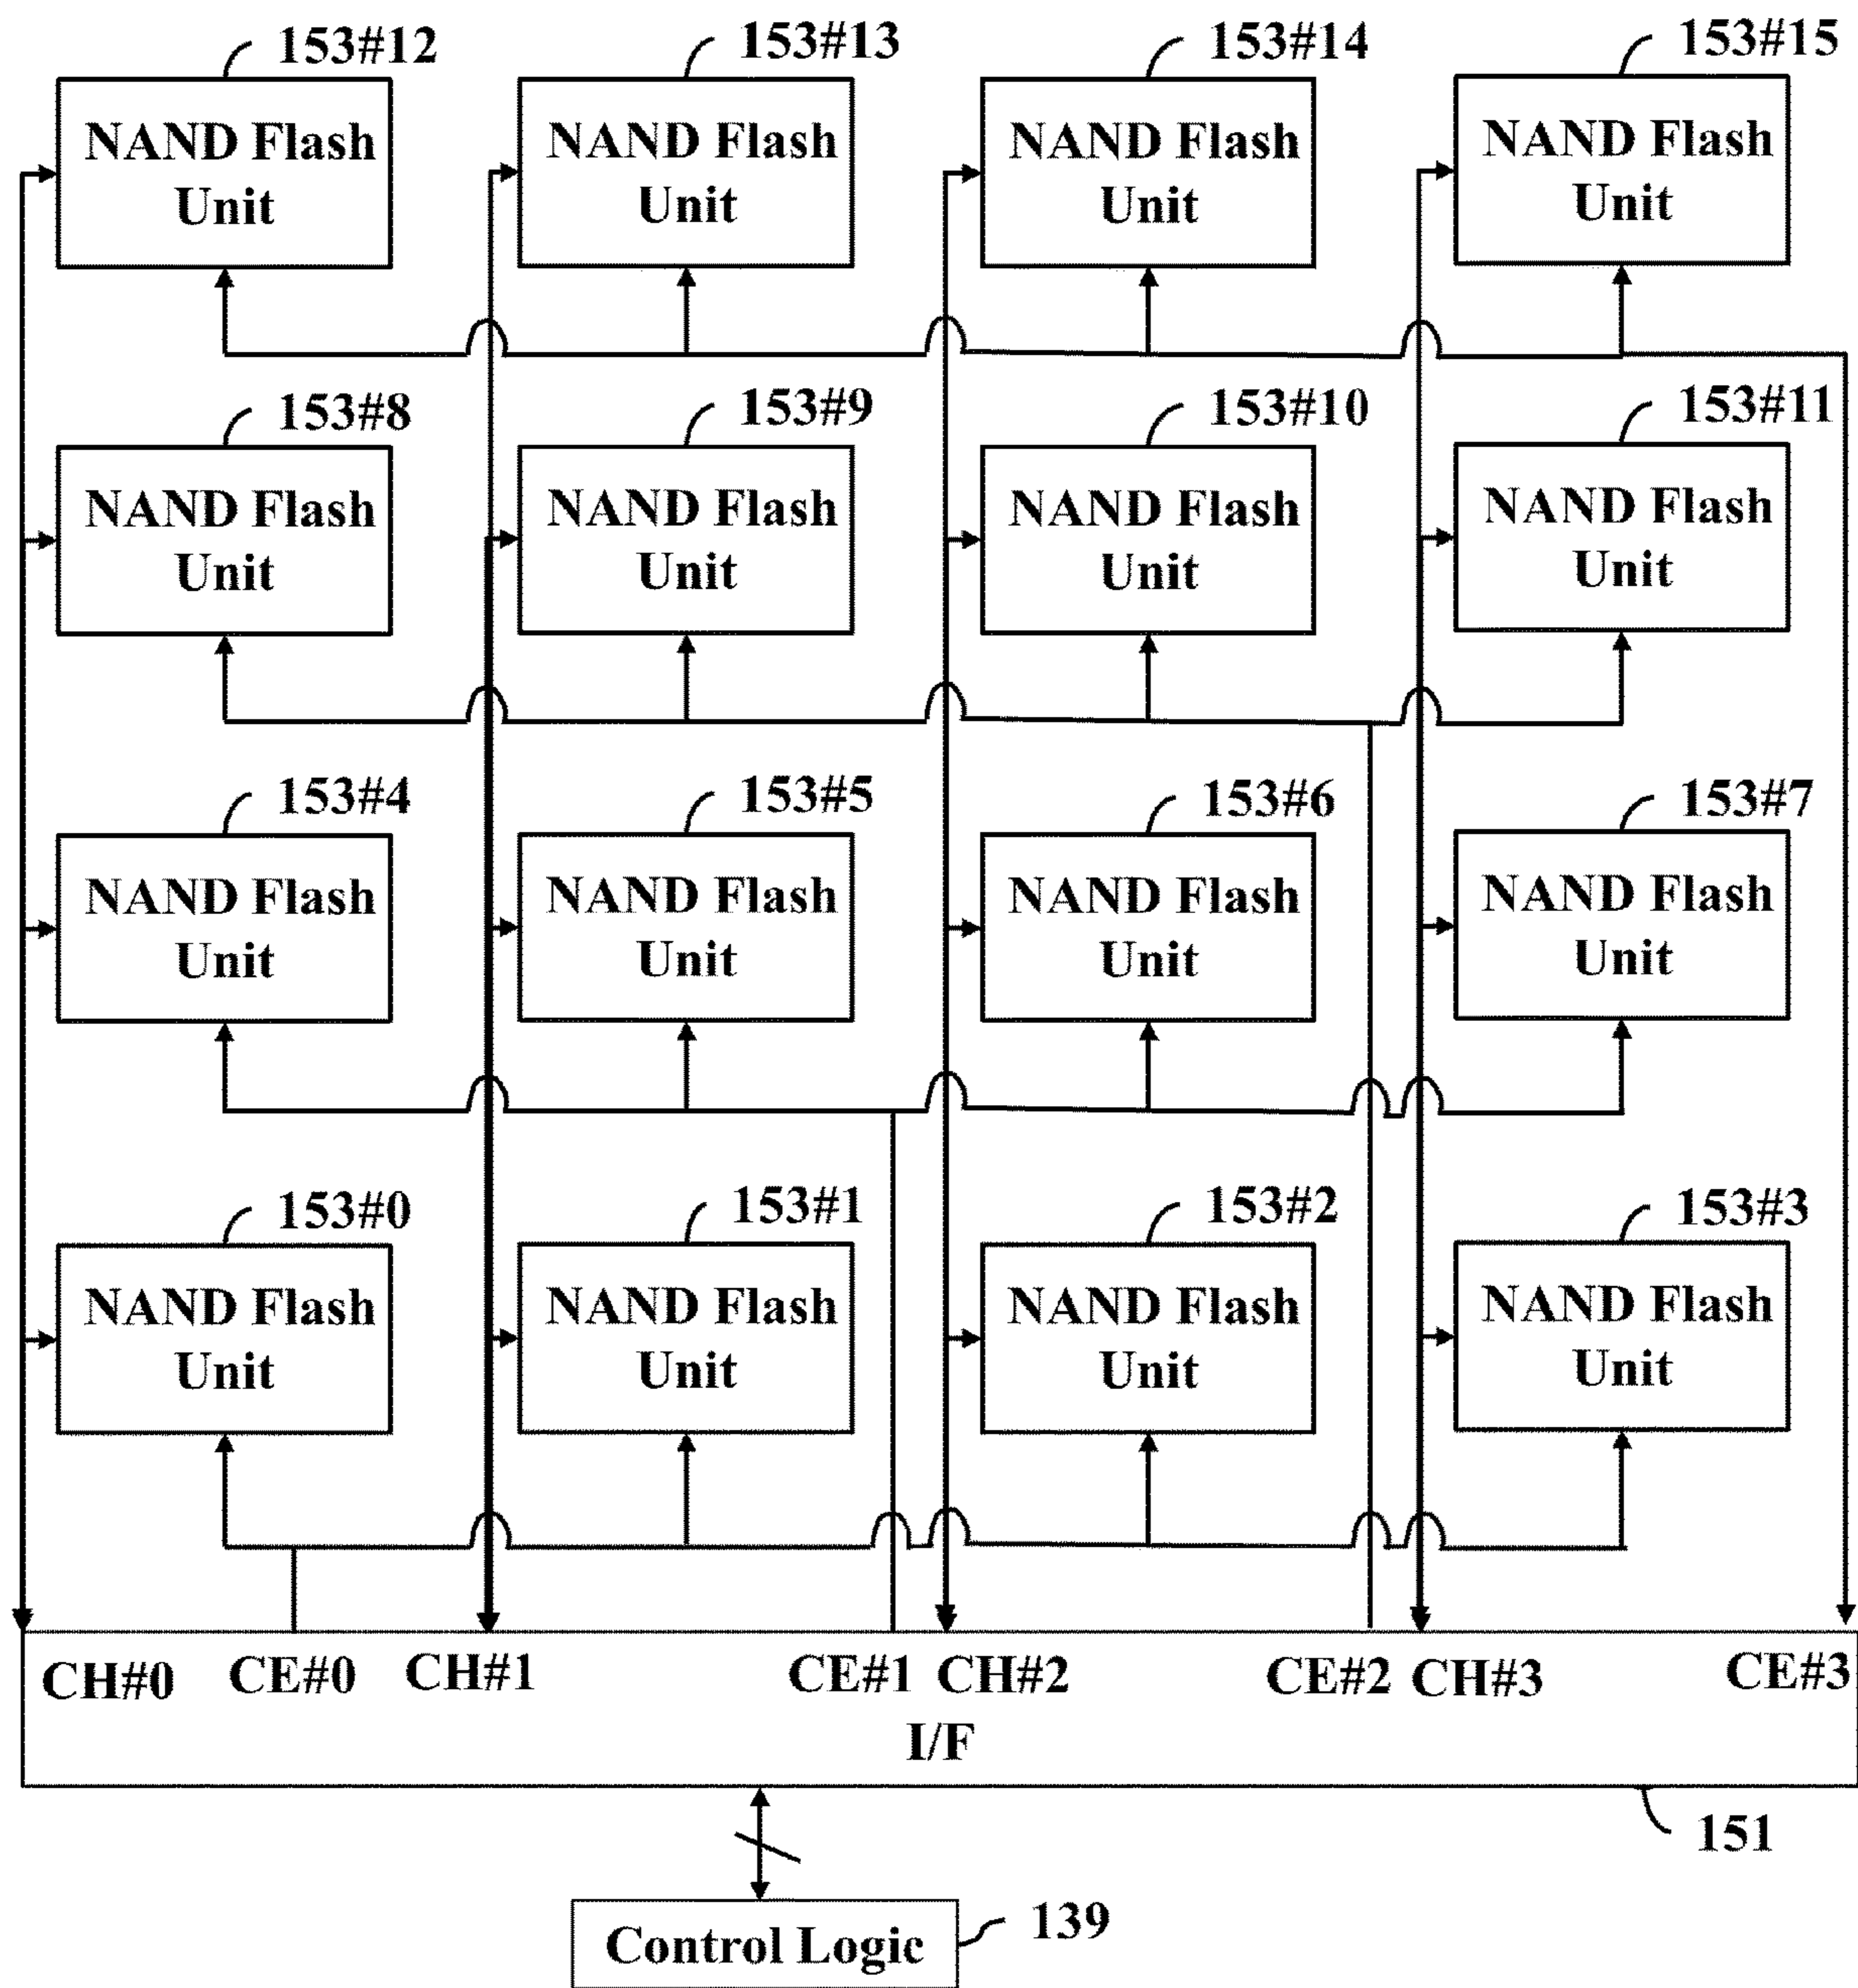 153#12
153#13
153#14
153#15
NAND Flash
Unit
NAND Flash
Unit
NAND Flash
Unit
NAND Flash
Unit
153#8
153#9
153#10
153#11
NAND Flash
Unit
NAND Flash
Unit
NAND Flash
Unit
NAND Flash
Unit
153#4
153#5
153#6
153#7
NAND Flash
Unit
NAND Flash
Unit
NAND Flash
Unit
NAND Flash
Unit
153#0
153#1
153#2
153#3
NAND Flash
Unit
NAND Flash
Unit
NAND Flash
Unit
NAND Flash
Unit
CH#0
CE#0
CH#1
CE#1
CH#2
CE#2
CH#3
CE#3
I/F
151
139
Control Logic